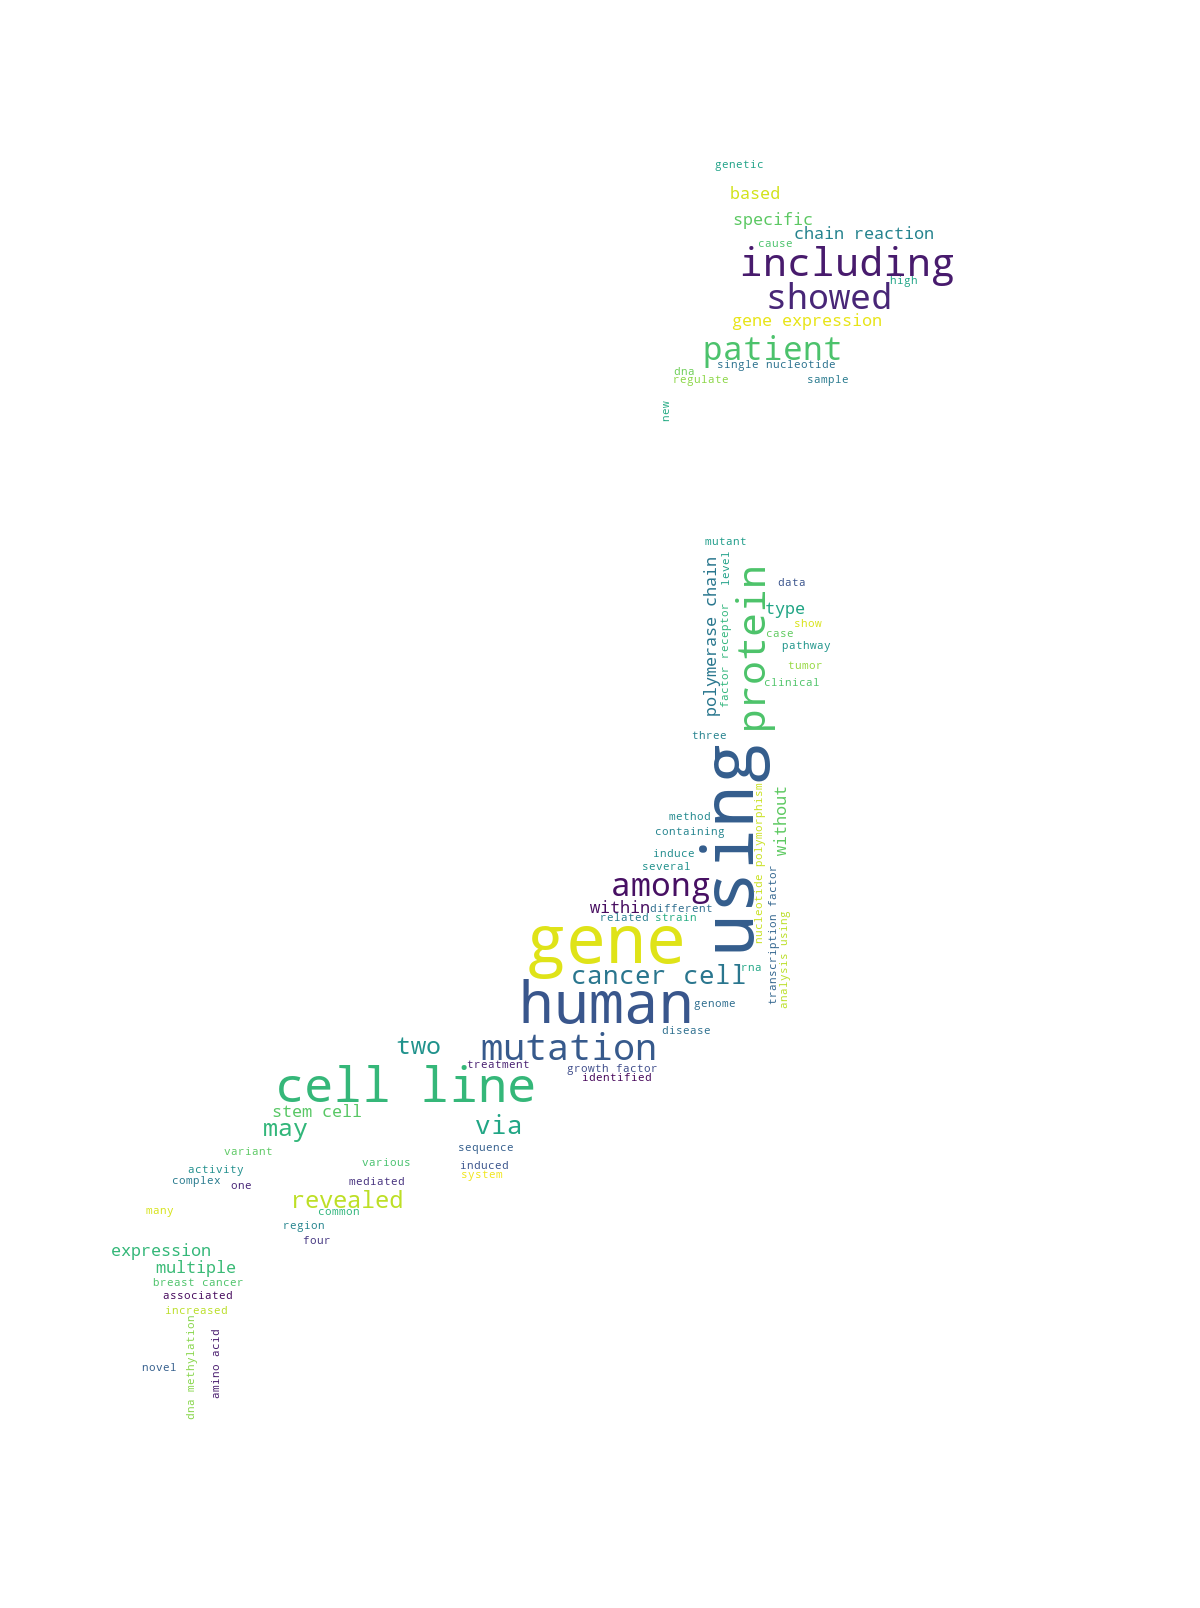 genetic
based
specific
chain reaction
cause
including
high
showed
gene expression
patient
single nucleotide
dna
regulate
sample
new
mutant
level
polymerase chain
protein
data
factor receptor
type
show
case
pathway
tumor
clinical
three
using
nucleotide polymorphism
without
method
containing
induce
several
transcription factor
among
within
different
related
strain
analysis using
gene
rna
cancer cell
human
genome
disease
mutation
two
treatment
growth factor
identified
cell line
stem cell
may
via
variant
sequence
various
induced
activity
system
complex
mediated
one
revealed
many
common
region
four
expression
multiple
breast cancer
associated
increased
dna methylation
amino acid
novel